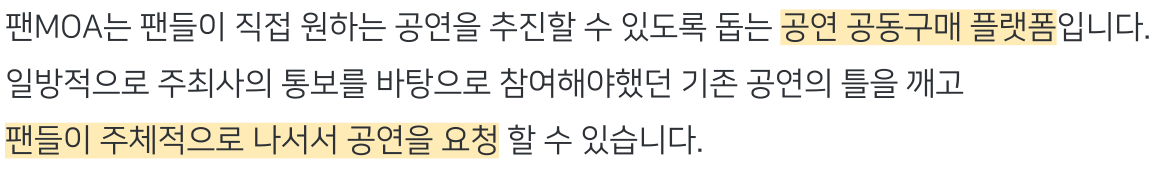 팬MOA는 팬들이 직접 원하는 공연을 추진할 수 있도록 돕는 공연 공동구매 플랫폼입니다.
일방적으로 주최사의 통보를 바탕으로 참여해야했던 기존 공연의 틀을 깨고
팬들이 주체적으로 나서서 공연을 요청 할 수 있습니다.